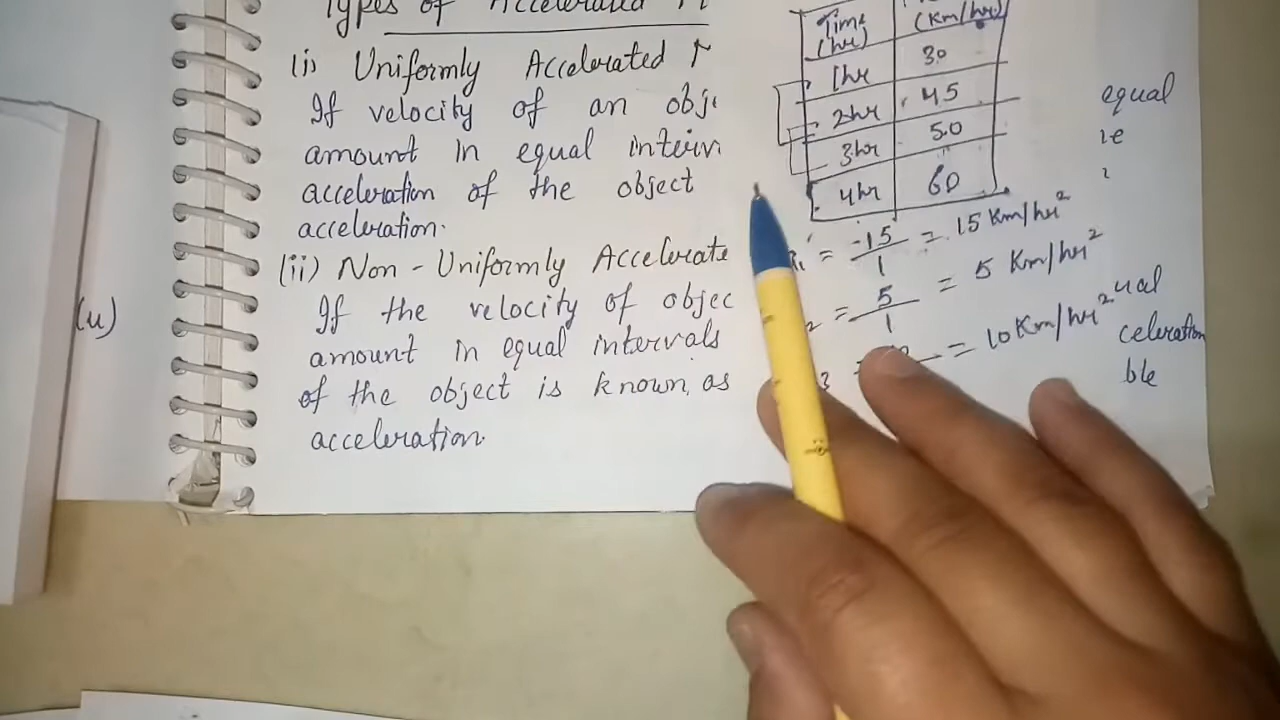 Types of Accelerated
(i) Uniformly Accelerated
If velocity of an obje
amount in equal interv
acceleration of the object
acceleration.
(ii) Non - Uniformly Accelerate
If the velocity of objec
amount in equal intervals
of the object is known as
acceleration.
(u)
Time (km/hr)
(hr)
1hr 30
2hr 45
3hr 50
4hr 60
= 15/1 = 15 Km/hr²
2 = 5/1 = 5 Km/hr²
3 = = 10 Km/hr²
equal
ual
celeration
ble